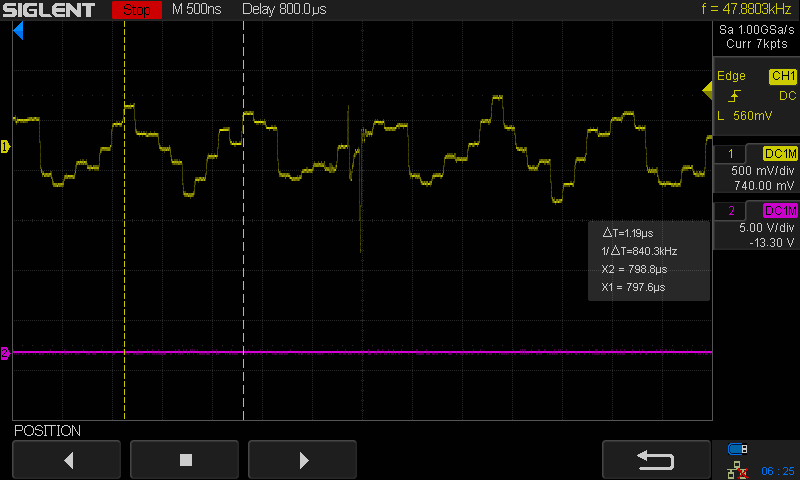 SIGLENT Stop M 500ns Delay 800.0μs f = 47.8803kHz
Sa 1.00GSa/s
Curr 7kpts
Edge CH1
DC
L 560mV
1 DC1M
500 mV/div
740.00 mV
2 DC1M
5.00 V/div
-13.30 V
1
△T=1.19μs
1/△T=840.3kHz
X2 = 798.8μs
X1 = 797.6μs
2
POSITION
06:25